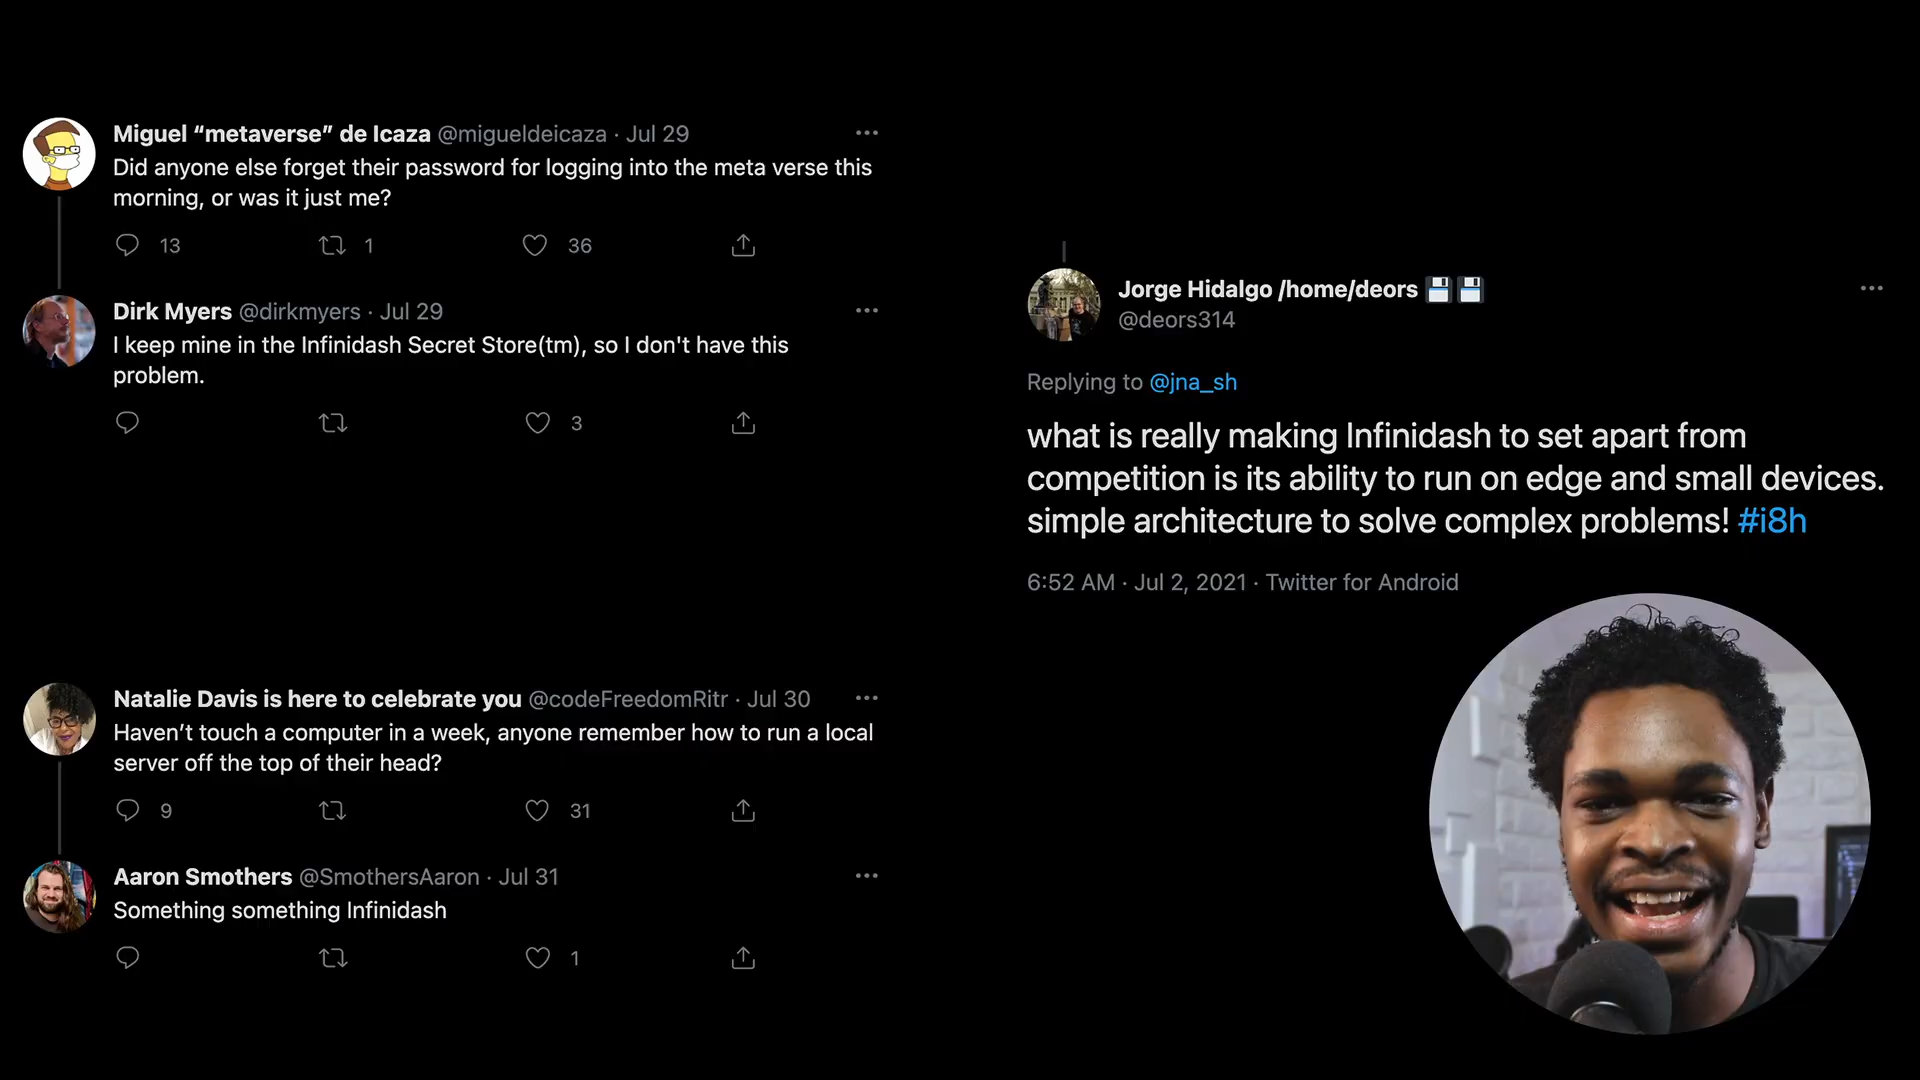 Miguel “metaverse” de Icaza @migueldeicaza · Jul 29
Did anyone else forget their password for logging into the meta verse this
morning, or was it just me?
13 1 36
Dirk Myers @dirkmyers · Jul 29
I keep mine in the Infinidash Secret Store(tm), so I don't have this
problem.
3
Natalie Davis is here to celebrate you @codeFreedomRitr · Jul 30
Haven’t touch a computer in a week, anyone remember how to run a local
server off the top of their head?
9 31
Aaron Smothers @SmothersAaron · Jul 31
Something something Infinidash
1
Jorge Hidalgo /home/deors 💾💾
@deors314
Replying to @jna_sh
what is really making Infinidash to set apart from
competition is its ability to run on edge and small devices.
simple architecture to solve complex problems! #i8h
6:52 AM · Jul 2, 2021 · Twitter for Android